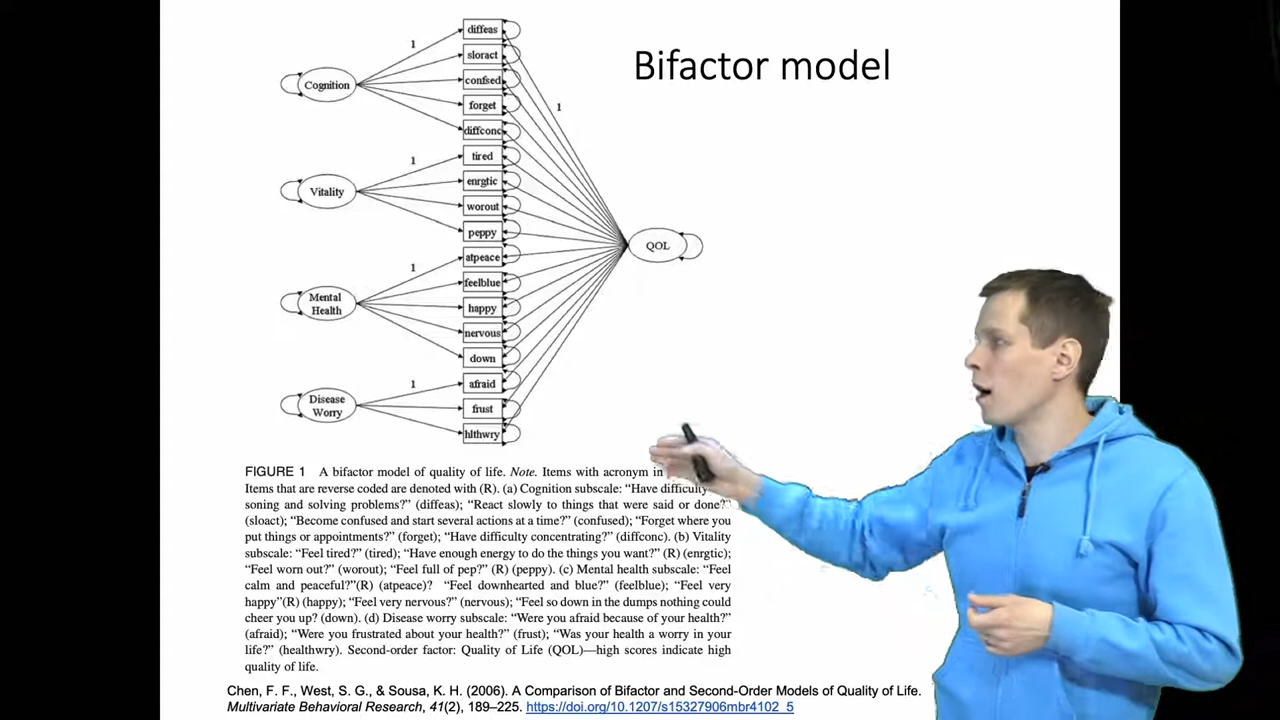 Bifactor model
diffeas
1
sloract
Cognition
confsed
forget
1
diffconc
tired
1
enrgtic
Vitality
worout
peppy
QOL
atpeace
1
feelblue
Mental
Health
happy
nervous
down
afraid
1
Disease
Worry
frust
hlthwry
FIGURE 1 A bifactor model of quality of life. Note. Items with acronym in
Items that are reverse coded are denoted with (R). (a) Cognition subscale: “Have difficulty
soning and solving problems?” (diffeas); “React slowly to things that were said or done?”
(sloact); “Become confused and start several actions at a time?” (confused); “Forget where you
put things or appointments?” (forget); “Have difficulty concentrating?” (diffconc). (b) Vitality
subscale: “Feel tired?” (tired); “Have enough energy to do the things you want?” (R) (enrgtic);
“Feel worn out?” (worout); “Feel full of pep?” (R) (peppy). (c) Mental health subscale: “Feel
calm and peaceful?”(R) (atpeace)? “Feel downhearted and blue?” (feelblue); “Feel very
happy”(R) (happy); “Feel very nervous?” (nervous); “Feel so down in the dumps nothing could
cheer you up? (down). (d) Disease worry subscale: “Were you afraid because of your health?”
(afraid); “Were you frustrated about your health?” (frust); “Was your health a worry in your
life?” (healthwry). Second-order factor: Quality of Life (QOL)—high scores indicate high
quality of life.
Chen, F. F., West, S. G., & Sousa, K. H. (2006). A Comparison of Bifactor and Second-Order Models of Quality of Life.
Multivariate Behavioral Research, 41(2), 189–225. https://doi.org/10.1207/s15327906mbr4102_5